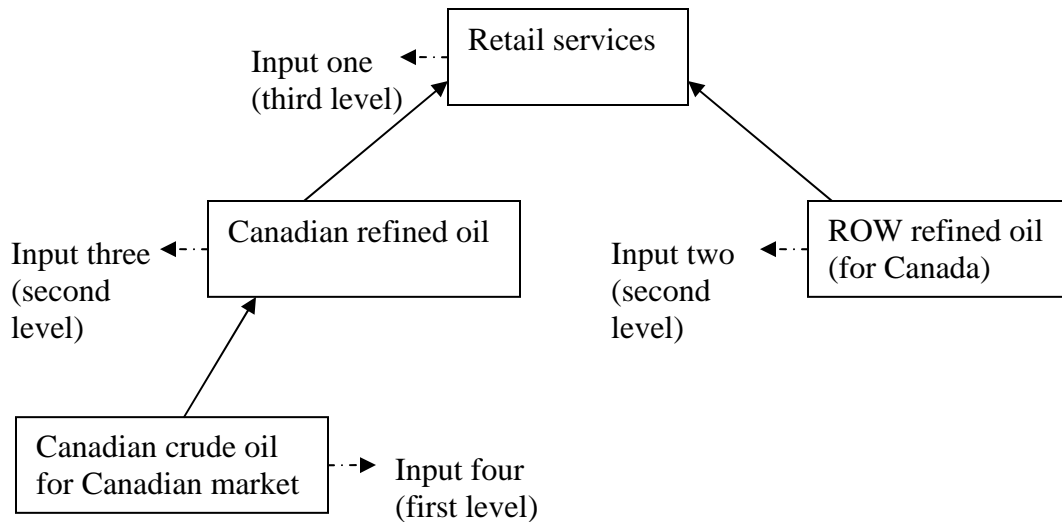 Retail services
Input one
(third level)
Canadian refined oil
Input three
(second
level)
ROW refined oil
(for Canada)
Input two
(second
level)
Canadian crude oil
for Canadian market
Input four
(first level)